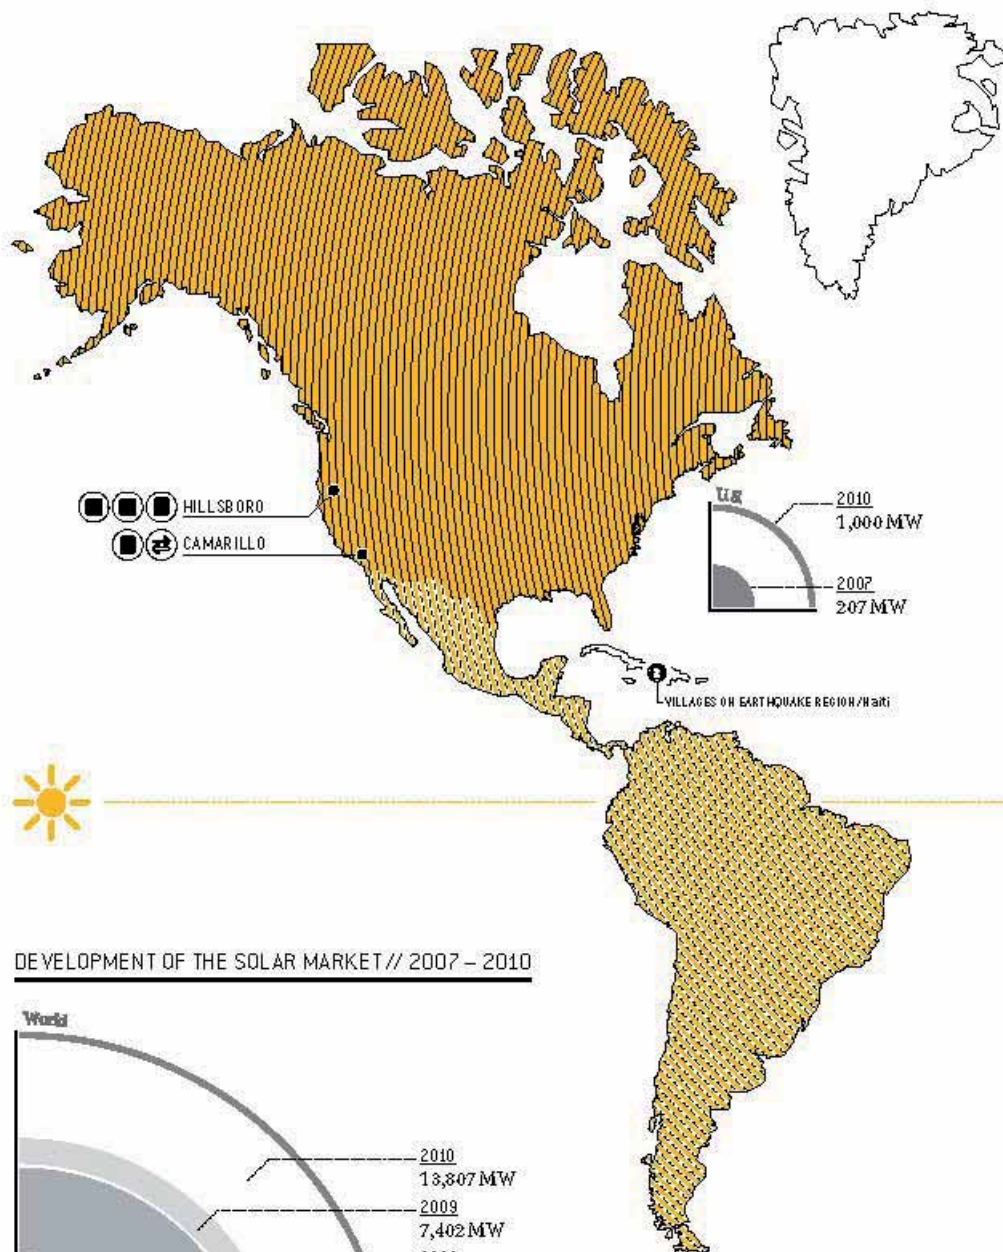 HILLSBORO
CAMARILLO
U.S.
2010
1,000 MW
2007
207 MW
VILLAGES ON EARTHQUAKE REGION/Haiti
DEVELOPMENT OF THE SOLAR MARKET // 2007 – 2010
World
2010
13,807 MW
2009
7,402 MW